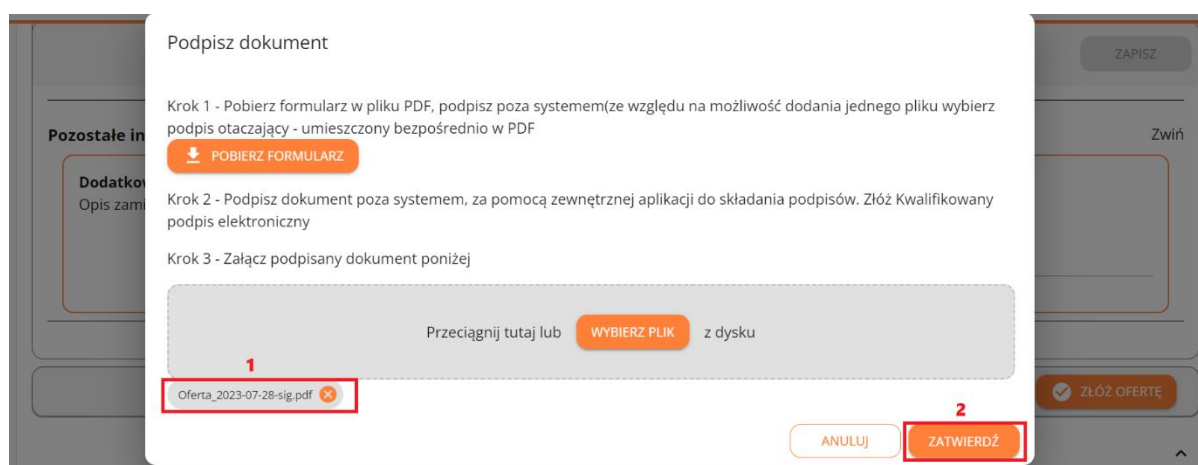 Podpisz dokument
ZAPISZ
Krok 1 - Pobierz formularz w pliku PDF, podpisz poza systemem(ze względu na możliwość dodania jednego pliku wybierz
podpis otaczający - umieszczony bezpośrednio w PDF
Pozostałe in
Zwiń
POBIERZ FORMULARZ
Dodatkow
Opis zami
Krok 2 - Podpisz dokument poza systemem, za pomocą zewnętrznej aplikacji do składania podpisów. Złóż Kwalifikowany
podpis elektroniczny
Krok 3 - Załącz podpisany dokument poniżej
Przeciągnij tutaj lub WYBIERZ PLIK z dysku
1
Oferta_2023-07-28-sig.pdf
ZŁÓŻ OFERTĘ
2
ANULUJ ZATWIERDŹ